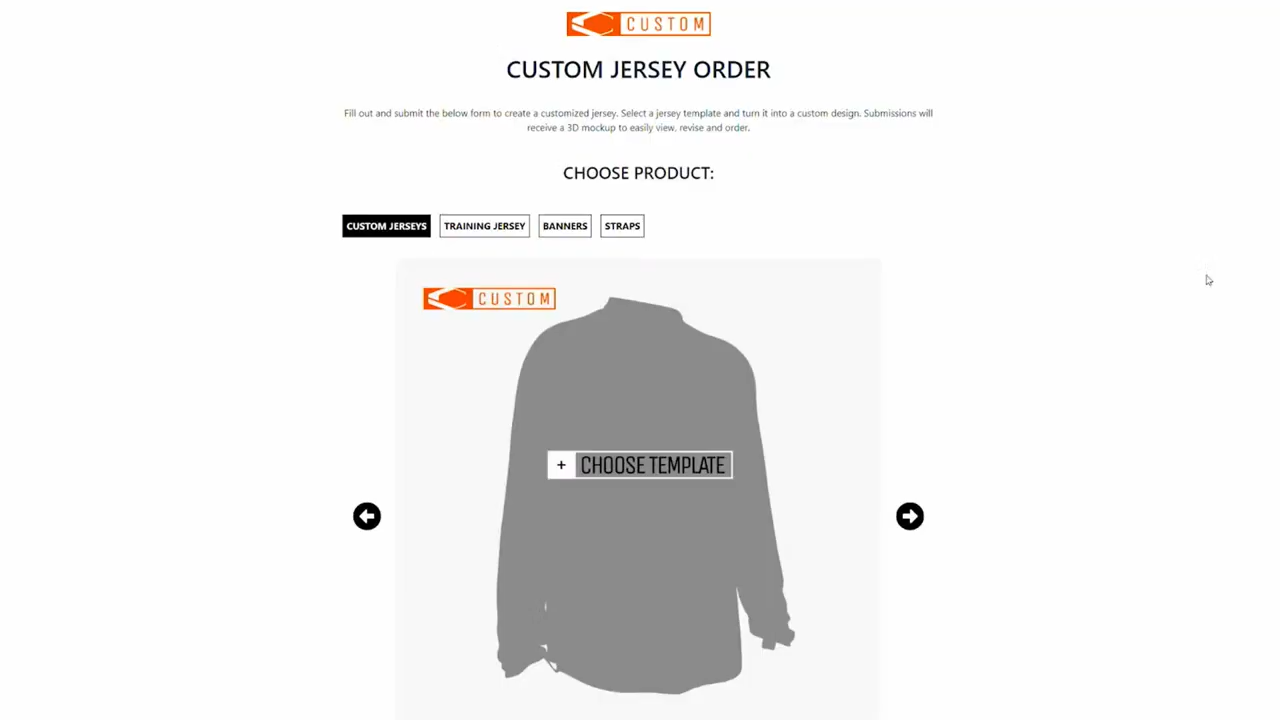 CUSTOM
CUSTOM JERSEY ORDER
Fill out and submit the below form to create a customized jersey. Select a jersey template and turn it into a custom design. Submissions will
receive a 3D mockup to easily view, revise and order.
CHOOSE PRODUCT:
CUSTOM JERSEYS TRAINING JERSEY BANNERS STRAPS
CUSTOM
+ CHOOSE TEMPLATE